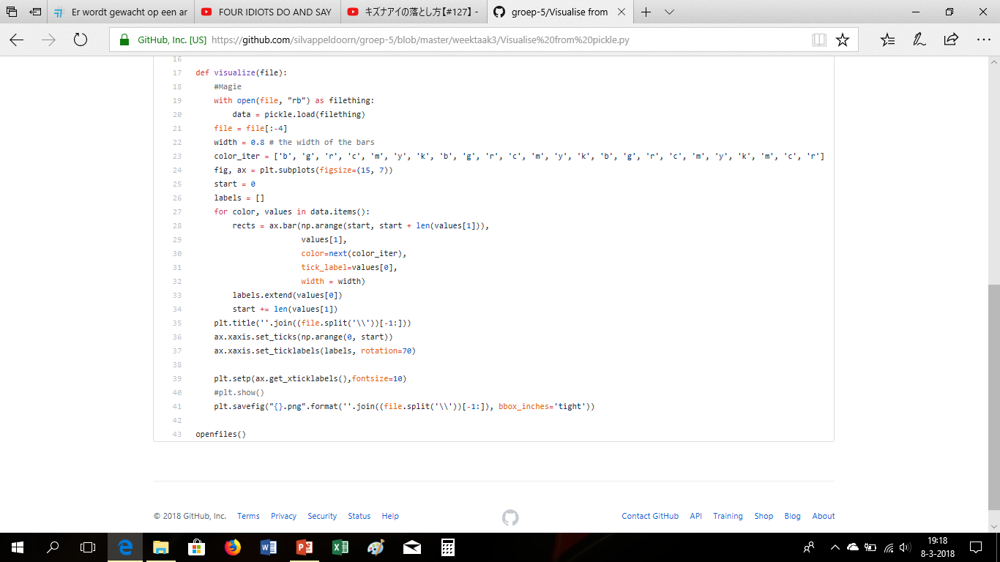 Er wordt gewacht op een ar
FOUR IDIOTS DO AND SAY
キズナアイの落とし方【#127】 -
groep-5/Visualise from
GitHub, Inc. [US] https://github.com/silvappeldoorn/groep-5/blob/master/weektaak3/Visualise%20from%20pickle.py
16
17 def visualize(file):
18 #Magie
19 with open(file, "rb") as filething:
20 data = pickle.load(filething)
21 file = file[:-4]
22 width = 0.8 # the width of the bars
23 color_iter = ['b', 'g', 'r', 'c', 'm', 'y', 'k', 'b', 'g', 'r', 'c', 'm', 'y', 'k', 'b', 'g', 'r', 'c', 'm', 'y', 'k', 'm', 'c', 'r']
24 fig, ax = plt.subplots(figsize=(15, 7))
25 start = 0
26 labels = []
27 for color, values in data.items():
28 rects = ax.bar(np.arange(start, start + len(values[1])),
29 values[1],
30 color=next(color_iter),
31 tick_label=values[0],
32 width = width)
33 labels.extend(values[0])
34 start += len(values[1])
35 plt.title(''.join((file.split('\\'))[-1:]))
36 ax.xaxis.set_ticks(np.arange(0, start))
37 ax.xaxis.set_ticklabels(labels, rotation=70)
38
39 plt.setp(ax.get_xticklabels(),fontsize=10)
40 #plt.show()
41 plt.savefig("{}.png".format(''.join((file.split('\\'))[-1:]), bbox_inches='tight'))
42
43 openfiles()
© 2018 GitHub, Inc. Terms Privacy Security Status Help
Contact GitHub API Training Shop Blog About
19:18
8-3-2018